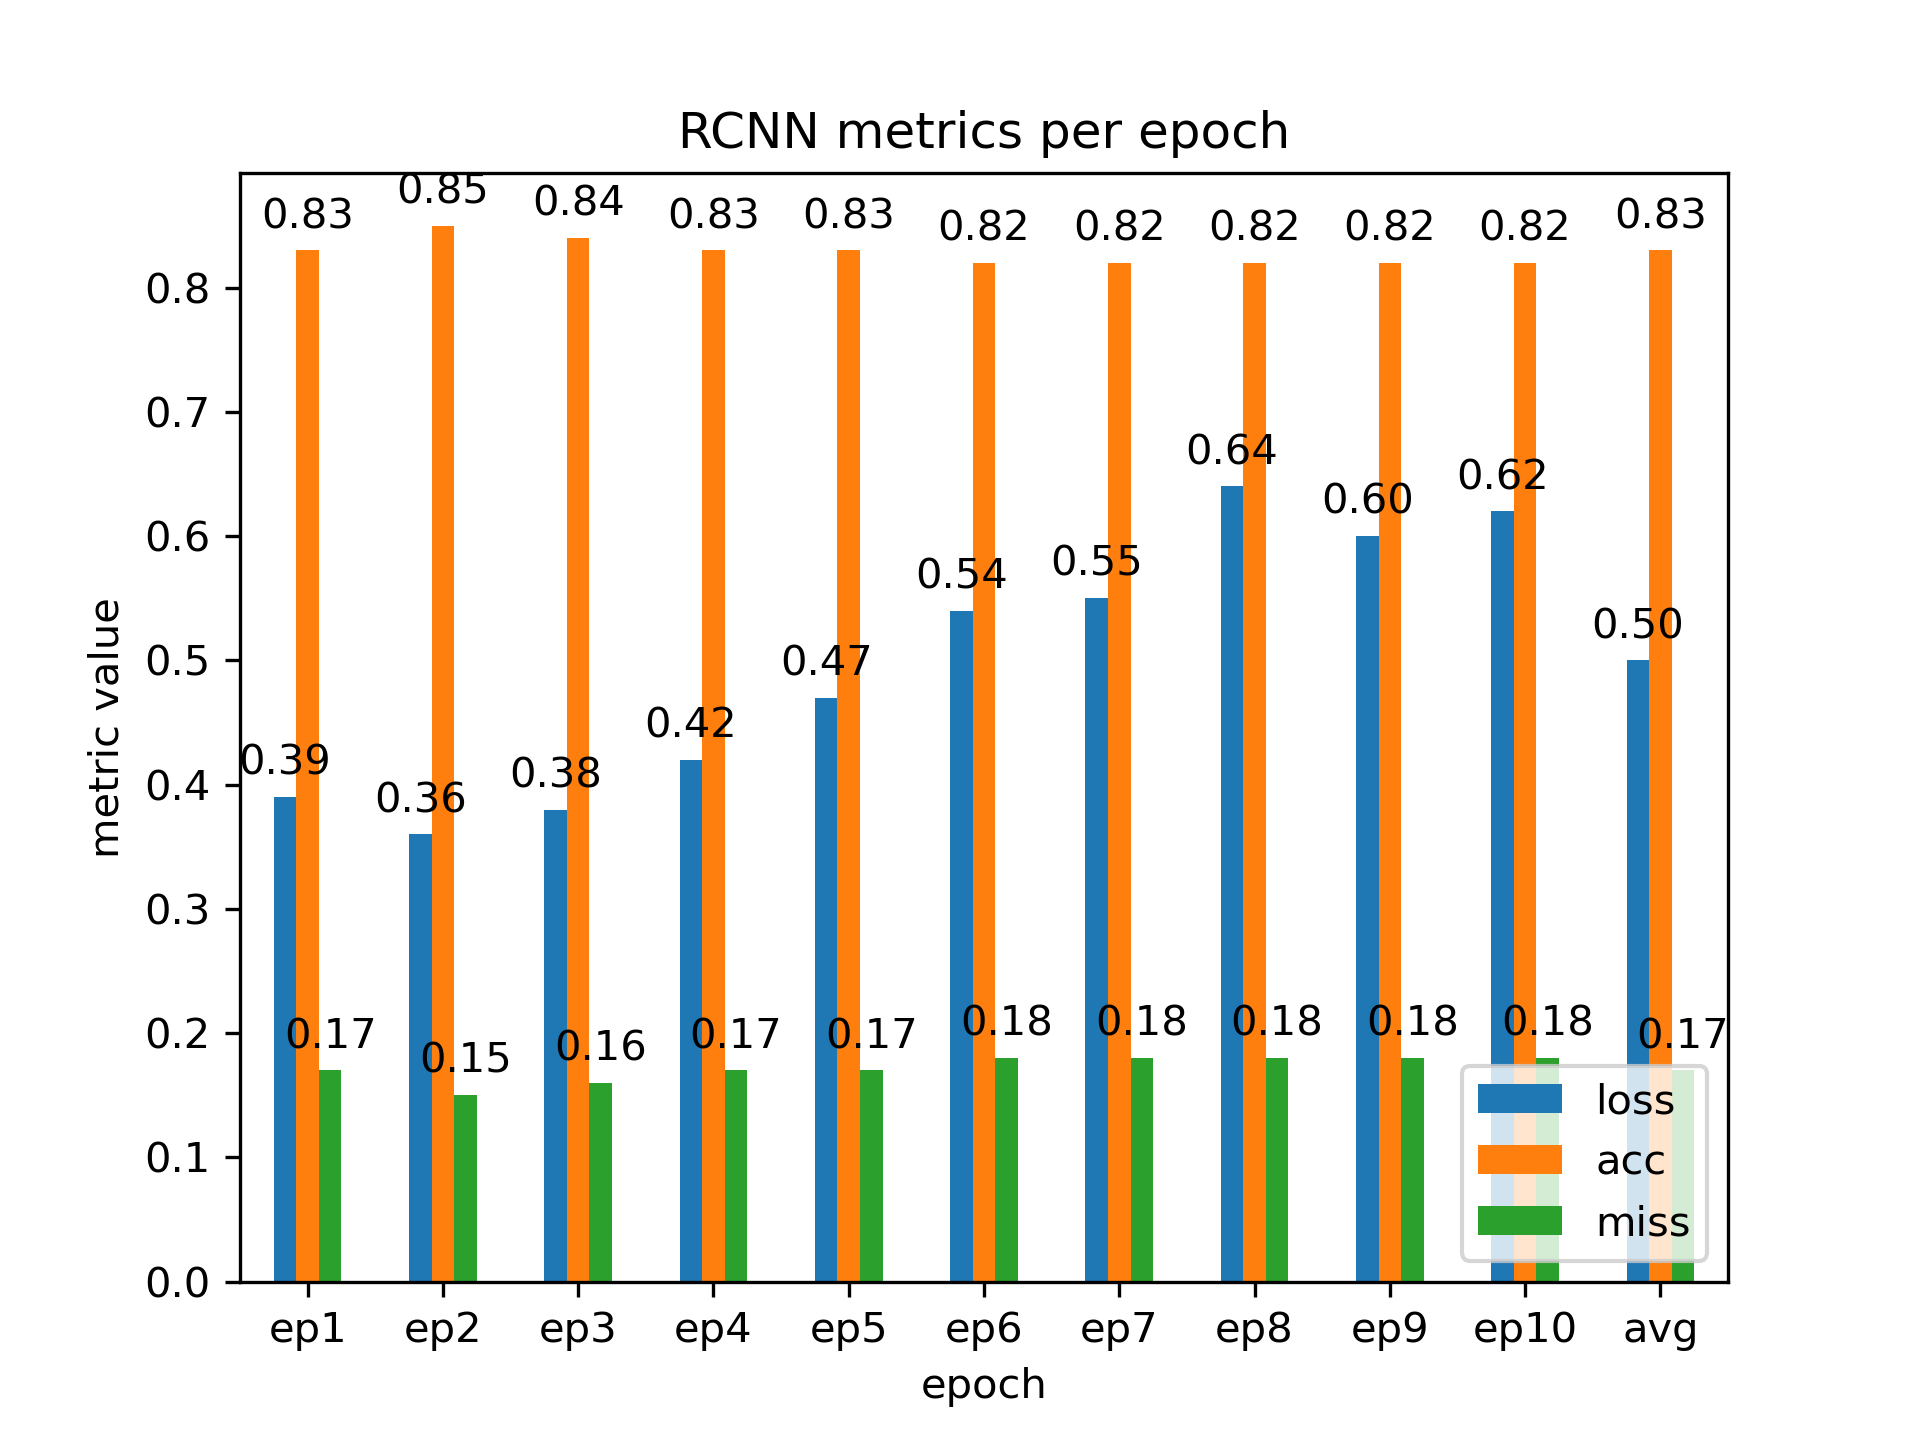 RCNN metrics per epoch
0.83 0.85 0.84 0.83 0.83 0.82 0.82 0.82 0.82 0.82 0.83
0.39 0.36 0.38 0.42 0.47 0.54 0.55 0.64 0.60 0.62 0.50
0.17 0.15 0.16 0.17 0.17 0.18 0.18 0.18 0.18 0.18 0.17
0.8
0.7
0.6
0.5
0.4
0.3
0.2
0.1
0.0
metric value
loss
acc
miss
ep1 ep2 ep3 ep4 ep5 ep6 ep7 ep8 ep9 ep10 avg
epoch